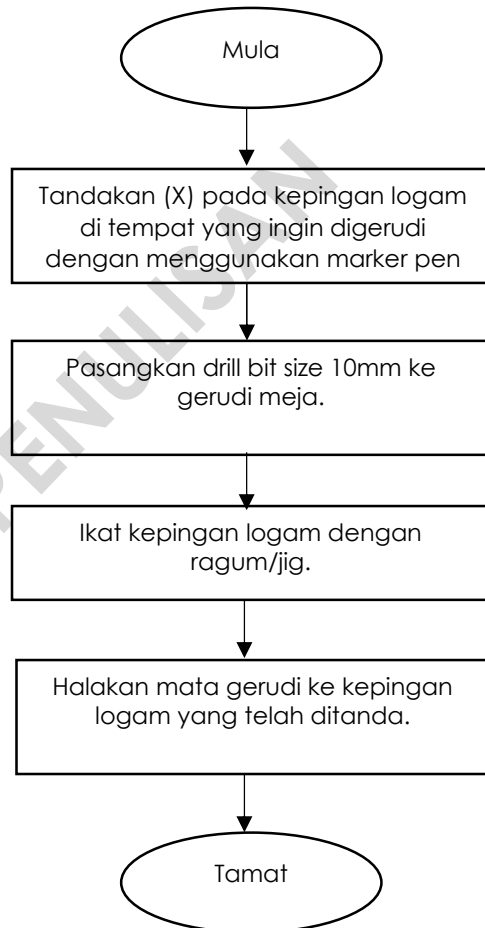 Mula
Tandakan (X) pada kepingan logam
di tempat yang ingin digerudi
dengan menggunakan marker pen
Pasangkan drill bit size 10mm ke
gerudi meja.
Ikat kepingan logam dengan
ragum/jig.
Halakan mata gerudi ke kepingan
logam yang telah ditanda.
Tamat
PENULISAN